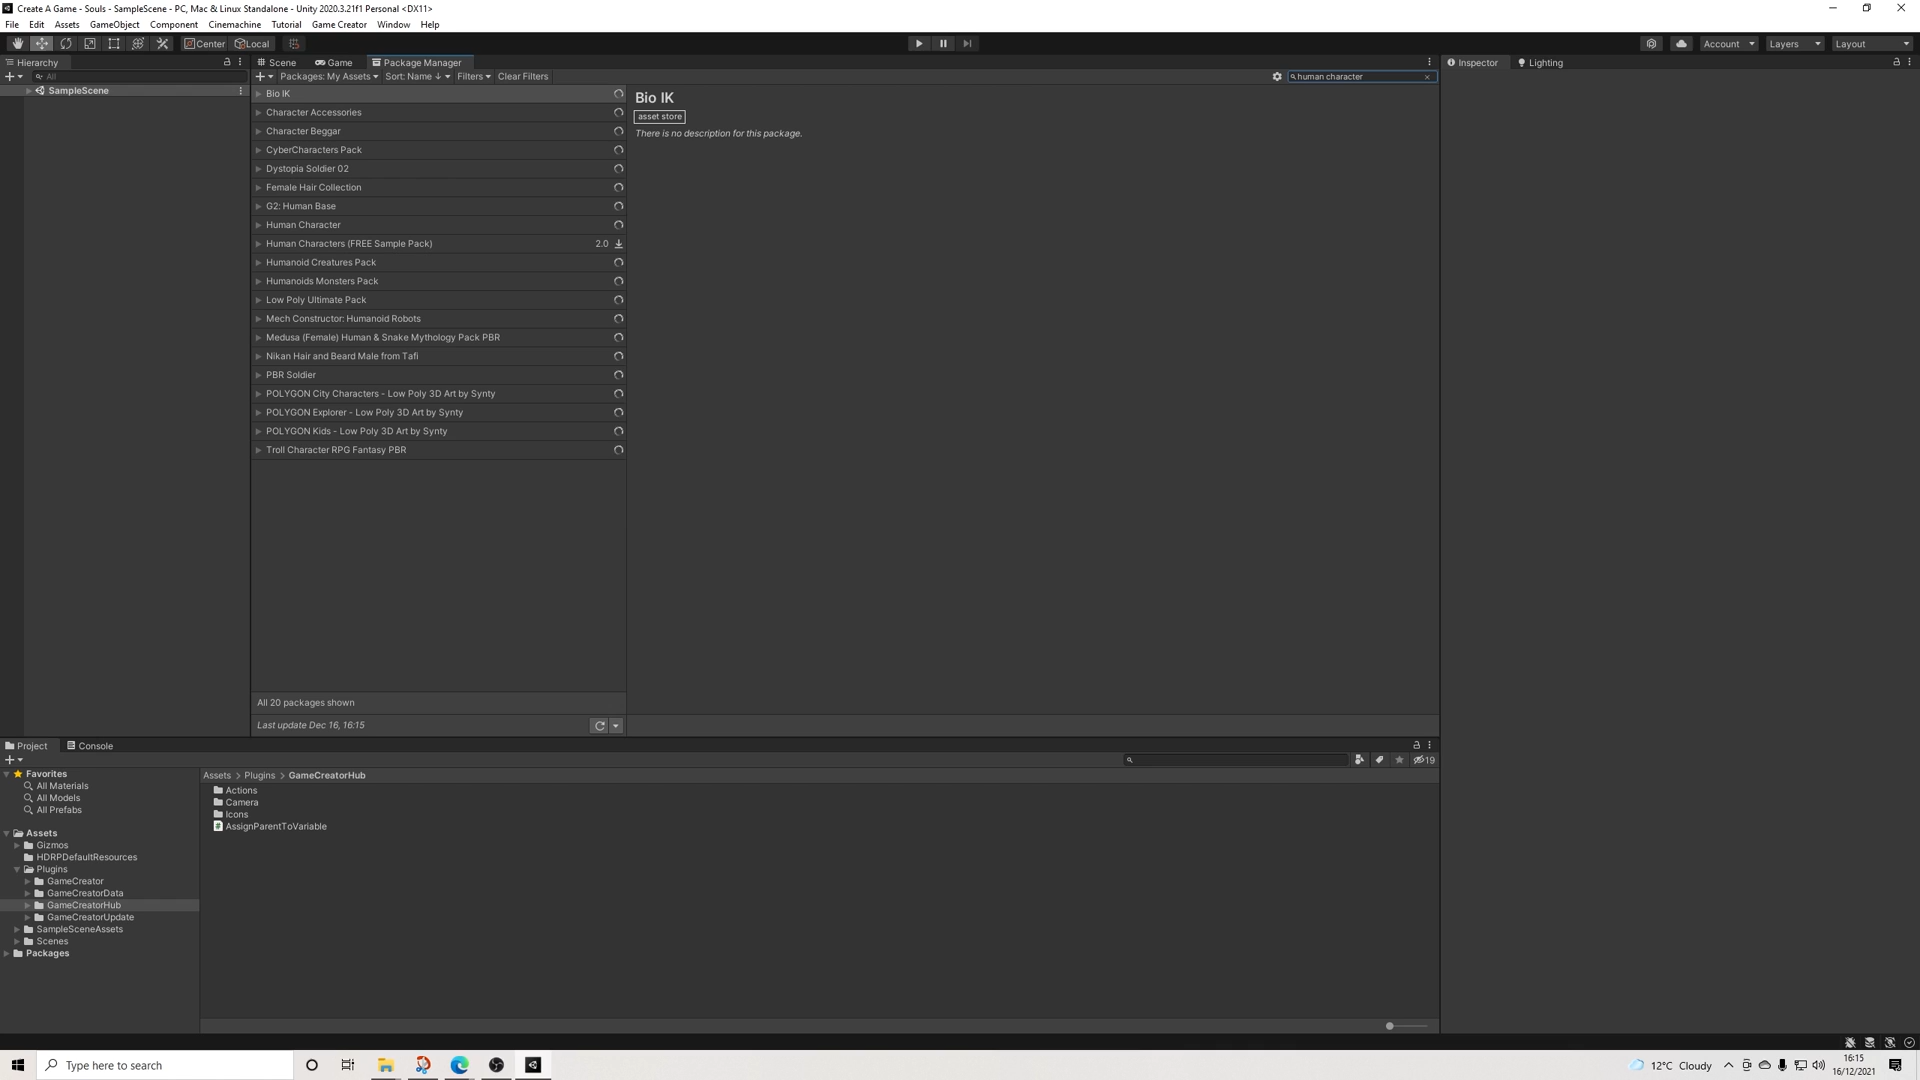 Create A Game - Souls - SampleScene - PC, Mac & Linux Standalone - Unity 2020.3.21f1 Personal <DX11>
File Edit Assets GameObject Component Cinemachine Tutorial Game Creator Window Help
Center Local
Account Layers Layout
Hierarchy
All
SampleScene
Scene Game Package Manager
Packages: My Assets Sort: Name ↓ Filters Clear Filters
human character
Bio IK
Character Accessories
Character Beggar
CyberCharacters Pack
Dystopia Soldier 02
Female Hair Collection
G2: Human Base
Human Character
Human Characters (FREE Sample Pack) 2.0
Humanoid Creatures Pack
Humanoids Monsters Pack
Low Poly Ultimate Pack
Mech Constructor: Humanoid Robots
Medusa (Female) Human & Snake Mythology Pack PBR
Nikan Hair and Beard Male from Tafi
PBR Soldier
POLYGON City Characters - Low Poly 3D Art by Synty
POLYGON Explorer - Low Poly 3D Art by Synty
POLYGON Kids - Low Poly 3D Art by Synty
Troll Character RPG Fantasy PBR
All 20 packages shown
Last update Dec 16, 16:15
Bio IK
asset store
There is no description for this package.
Inspector Lighting
Project Console
19
Favorites
All Materials
All Models
All Prefabs
Assets
Gizmos
HDRPDefaultResources
Plugins
GameCreator
GameCreatorData
GameCreatorHub
GameCreatorUpdate
SampleSceneAssets
Scenes
Packages
Assets > Plugins > GameCreatorHub
Actions
Camera
Icons
AssignParentToVariable
Type here to search
12°C Cloudy
16:15
16/12/2021